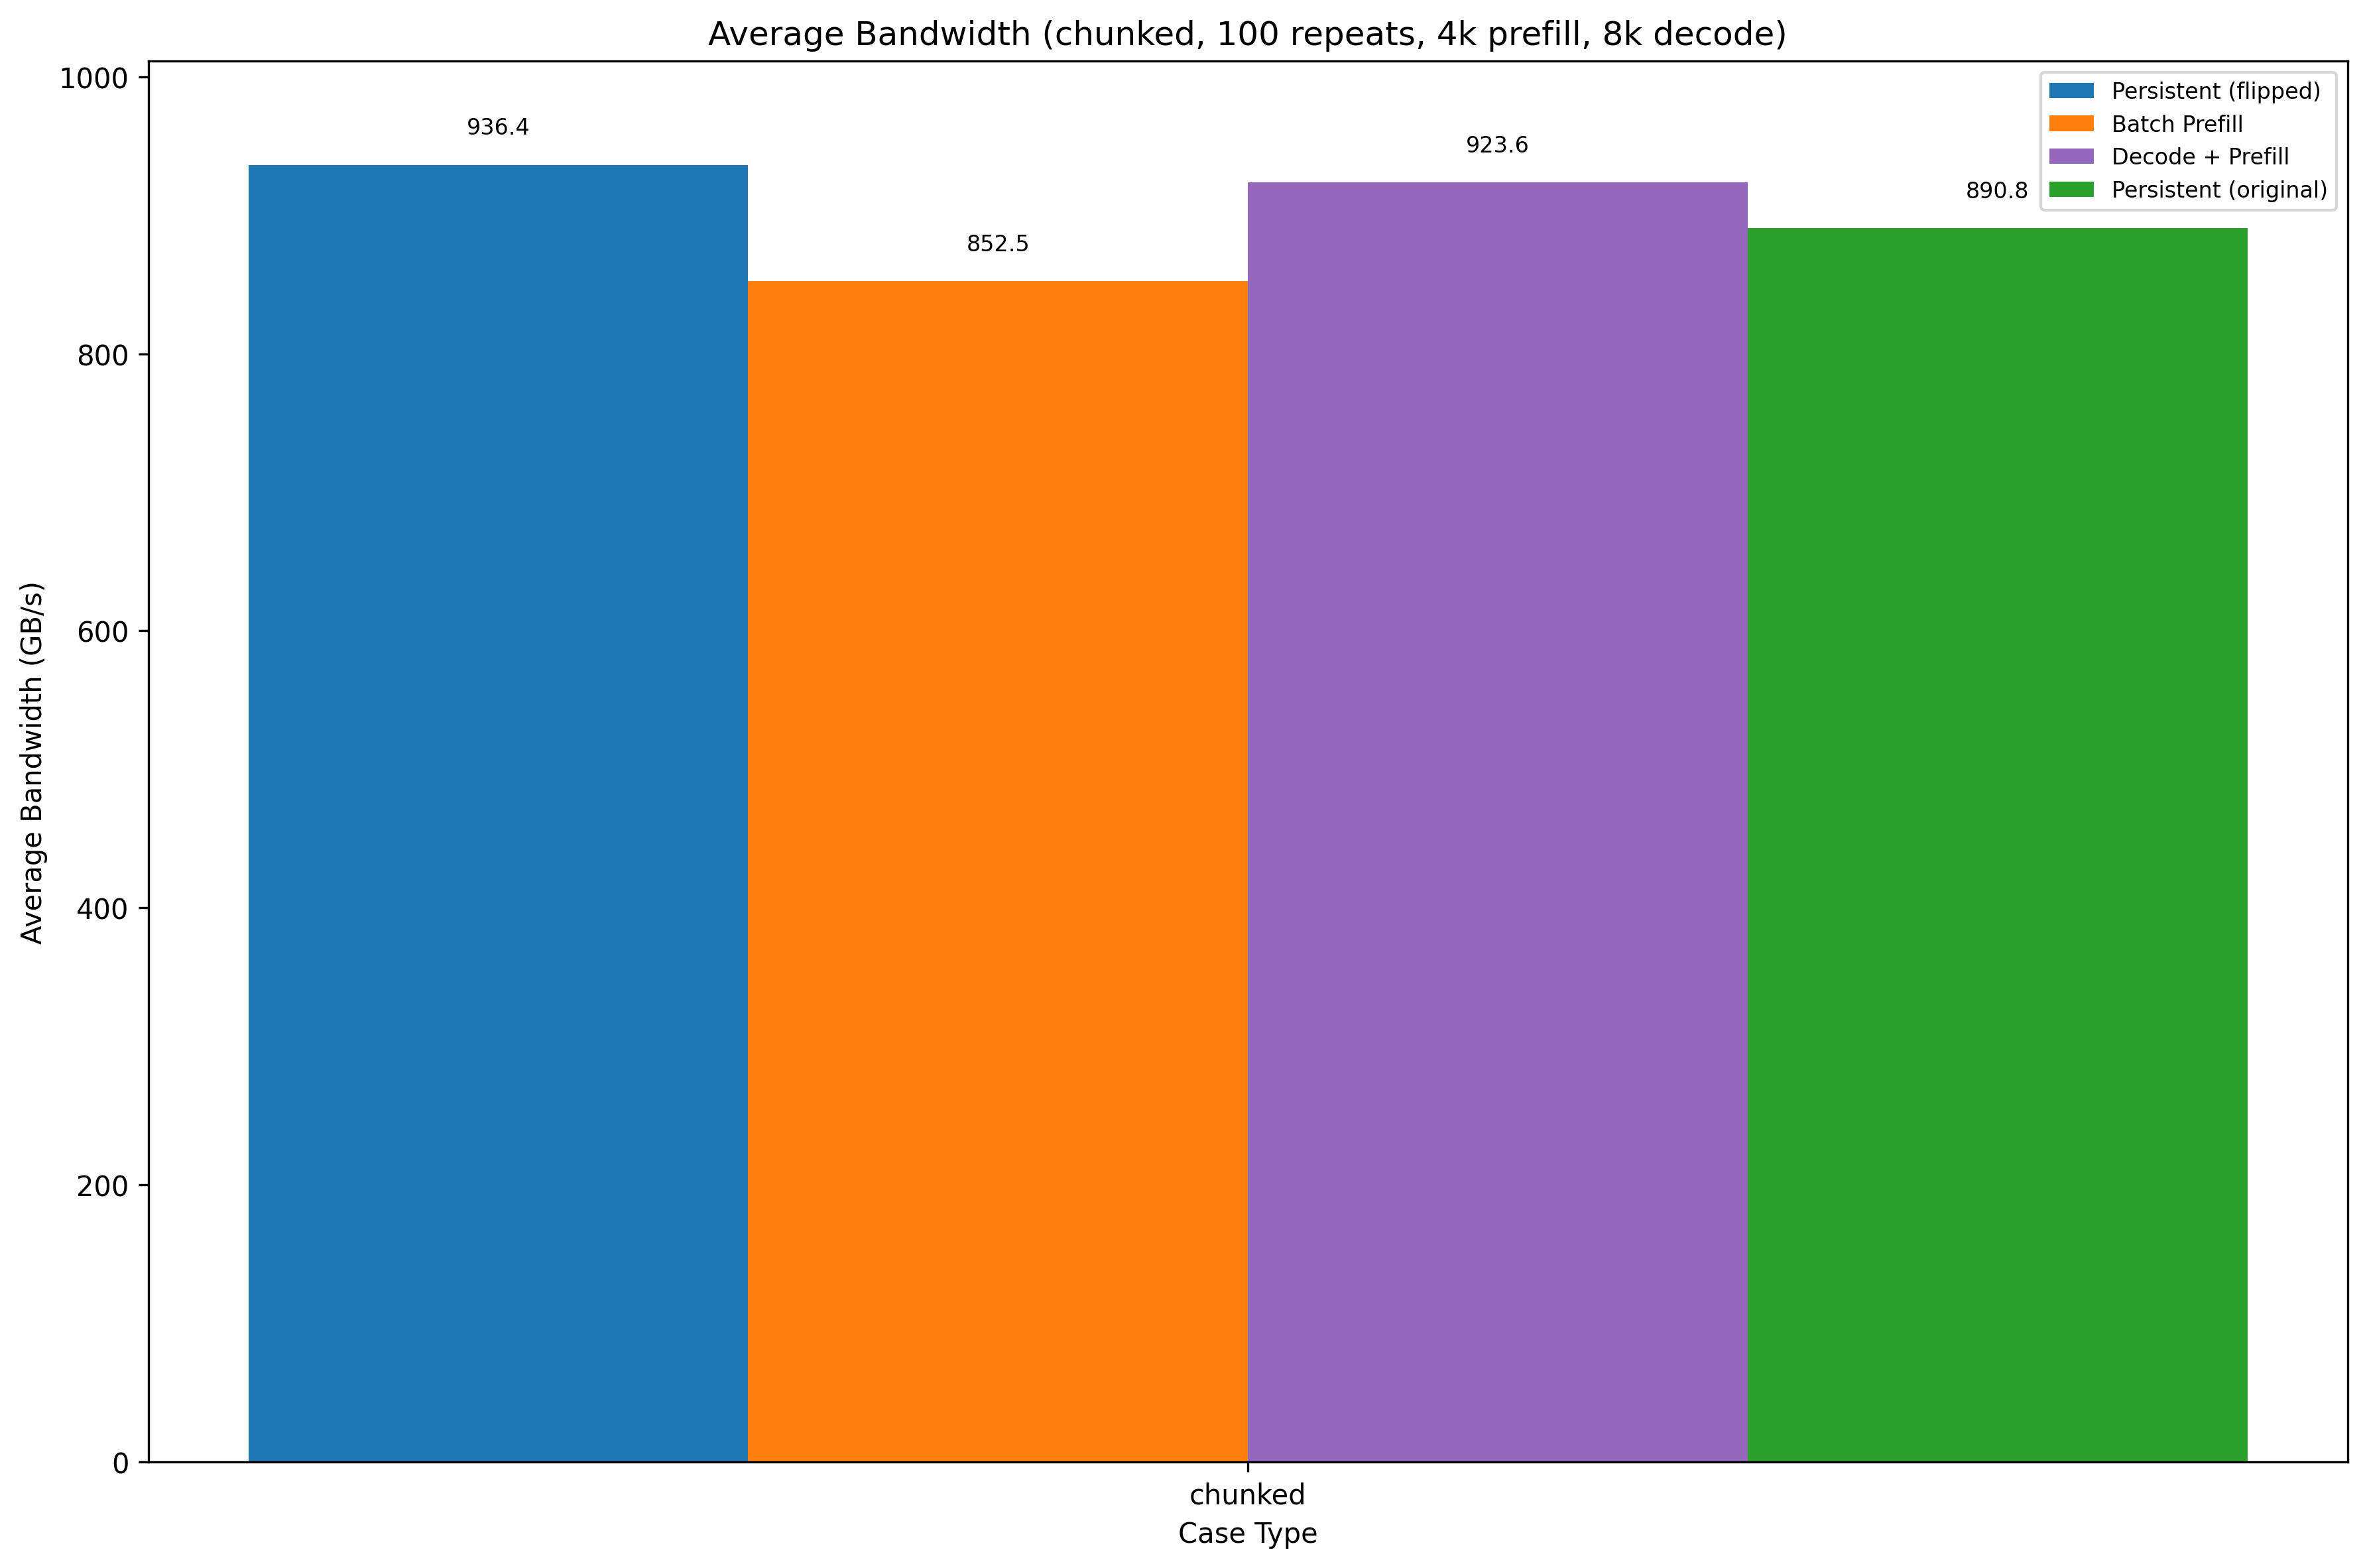 Average Bandwidth (chunked, 100 repeats, 4k prefill, 8k decode)
Average Bandwidth (GB/s)
1000
800
600
400
200
0
936.4
852.5
923.6
890.8
Persistent (flipped)
Batch Prefill
Decode + Prefill
Persistent (original)
chunked
Case Type